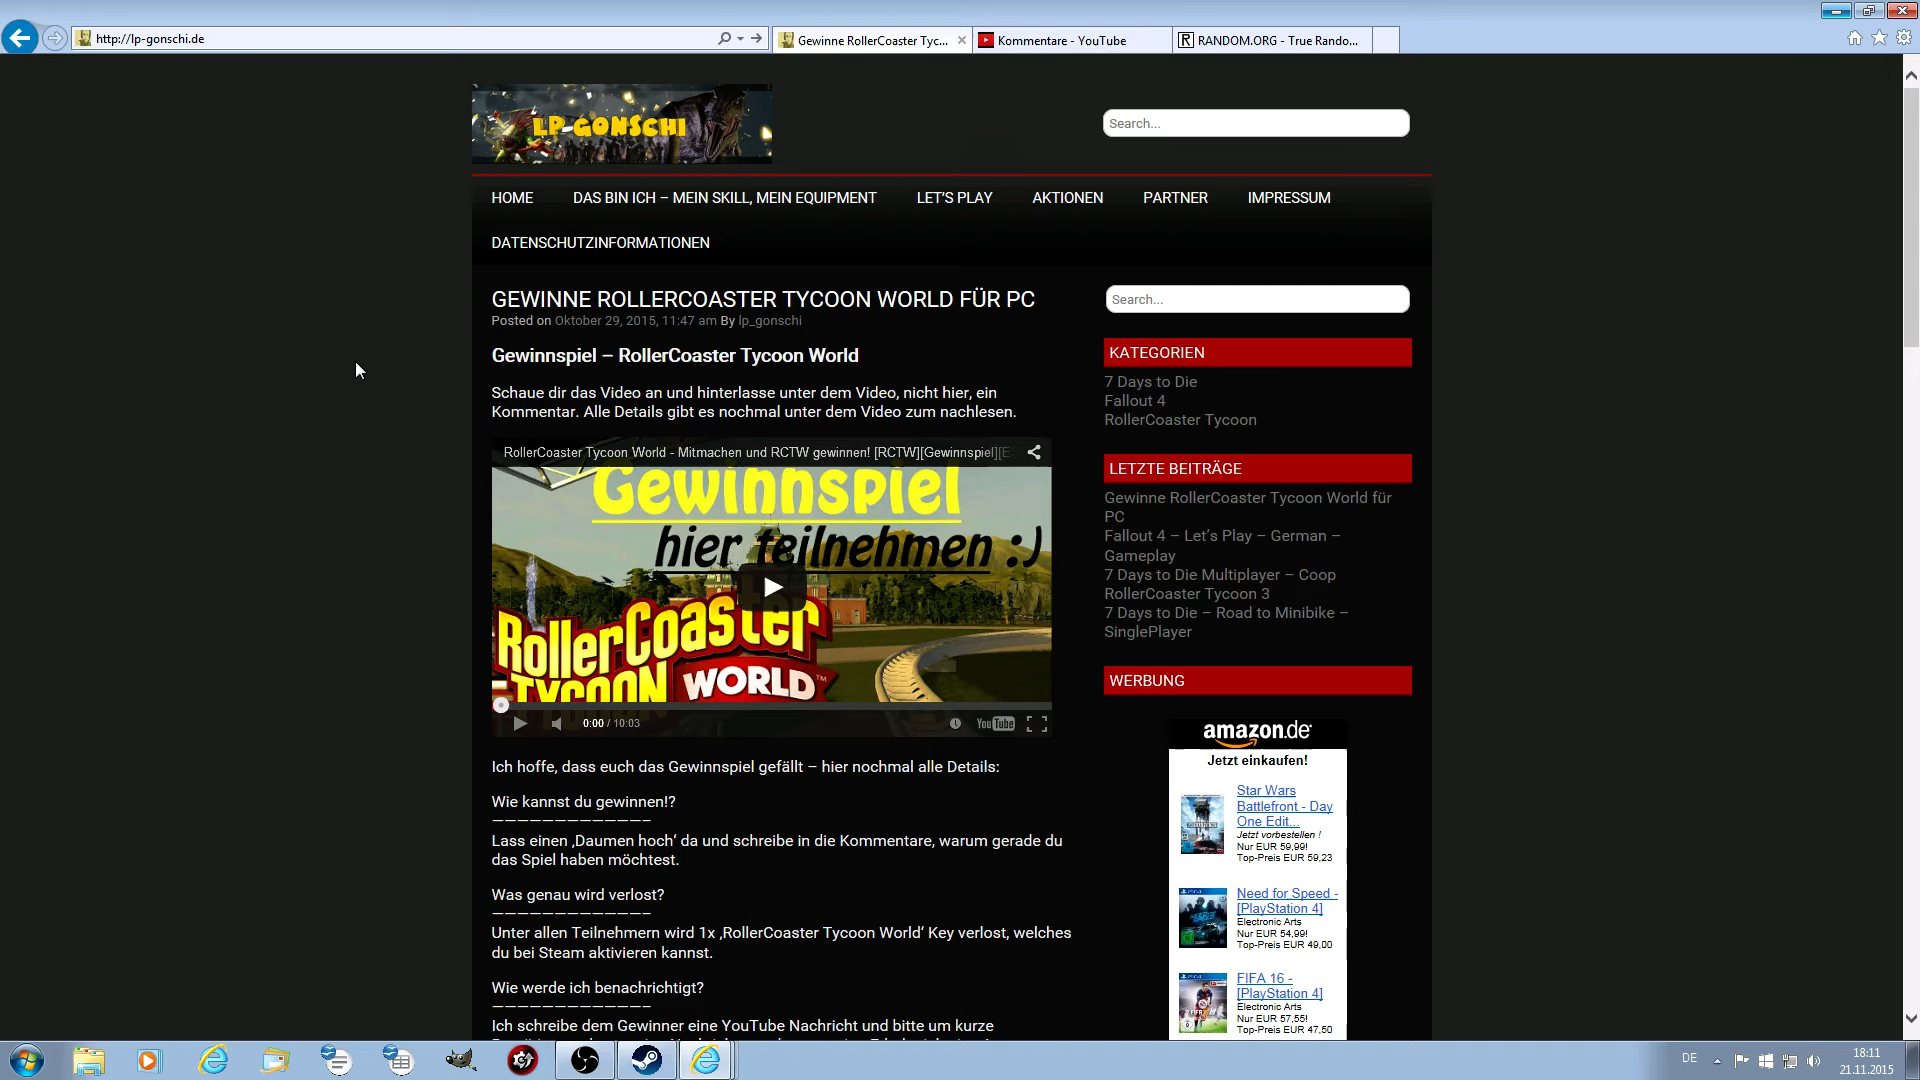 http://lp-gonschi.de
Gewinne RollerCoaster Tyc...
Kommentare - YouTube
RANDOM.ORG - True Rando...
LP-GONSCHI
Search...
HOME
DAS BIN ICH – MEIN SKILL, MEIN EQUIPMENT
LET'S PLAY
AKTIONEN
PARTNER
IMPRESSUM
DATENSCHUTZINFORMATIONEN
GEWINNE ROLLERCOASTER TYCOON WORLD FÜR PC
Posted on Oktober 29, 2015, 11:47 am By lp_gonschi
Gewinnspiel – RollerCoaster Tycoon World
Schaue dir das Video an und hinterlasse unter dem Video, nicht hier, ein
Kommentar. Alle Details gibt es nochmal unter dem Video zum nachlesen.
RollerCoaster Tycoon World - Mitmachen und RCTW gewinnen! [RCTW][Gewinnspiel]
Gewinnspiel
hier teilnehmen :)
RollerCoaster
TYCOON WORLD™
0:00 / 10:03
YouTube
Ich hoffe, dass euch das Gewinnspiel gefällt – hier nochmal alle Details:
Wie kannst du gewinnen!?
—————————————–
Lass einen ‚Daumen hoch‘ da und schreibe in die Kommentare, warum gerade du
das Spiel haben möchtest.
Was genau wird verlost?
—————————————–
Unter allen Teilnehmern wird 1x ‚RollerCoaster Tycoon World‘ Key verlost, welches
du bei Steam aktivieren kannst.
Wie werde ich benachrichtigt?
—————————————–
Ich schreibe dem Gewinner eine YouTube Nachricht und bitte um kurze
Search...
KATEGORIEN
7 Days to Die
Fallout 4
RollerCoaster Tycoon
LETZTE BEITRÄGE
Gewinne RollerCoaster Tycoon World für
PC
Fallout 4 – Let's Play – German –
Gameplay
7 Days to Die Multiplayer – Coop
RollerCoaster Tycoon 3
7 Days to Die – Road to Minibike –
SinglePlayer
WERBUNG
amazon.de
Jetzt einkaufen!
Star Wars
Battlefront - Day
One Edit...
Jetzt vorbestellen !
Nur EUR 59,99!
Top-Preis EUR 59,23
Need for Speed -
[PlayStation 4]
Electronic Arts
Nur EUR 54,99!
Top-Preis EUR 49,00
FIFA 16 -
[PlayStation 4]
Electronic Arts
Nur EUR 57,55!
Top-Preis EUR 47,50
DE
18:11
21.11.2015